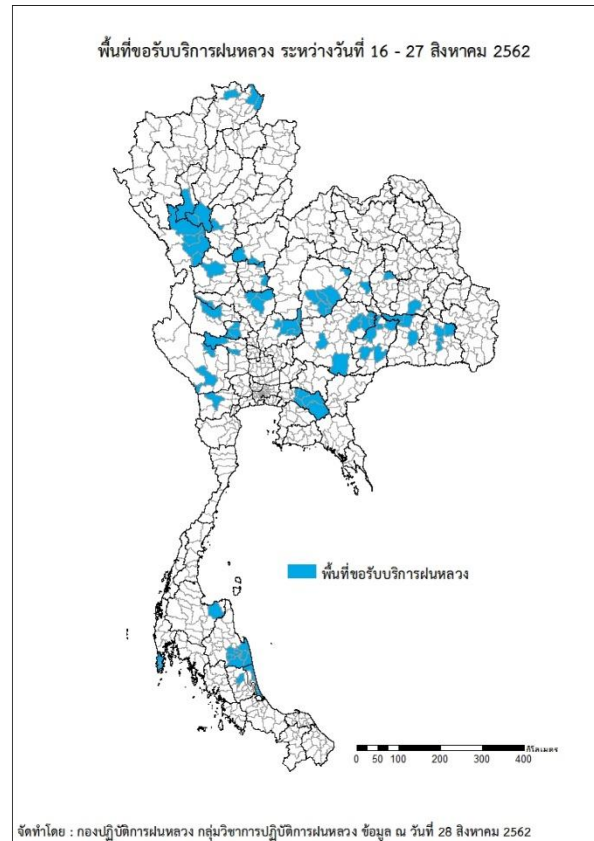 พื้นที่ขอรับบริการฝนหลวง ระหว่างวันที่ 16 - 27 สิงหาคม 2562
พื้นที่ขอรับบริการฝนหลวง
กิโลเมตร
0 50 100 200 300 400
จัดทำโดย : กองปฏิบัติการฝนหลวง กลุ่มวิชาการปฏิบัติการฝนหลวง ข้อมูล ณ วันที่ 28 สิงหาคม 2562